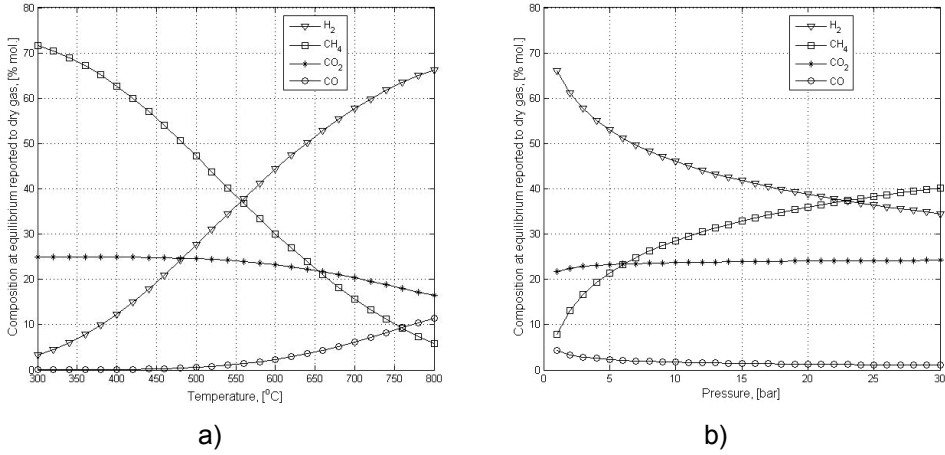 Composition at equilibrium reported to dry gas, [% mol.]
80
70
60
50
40
30
20
10
0
H₂
CH₄
CO₂
CO
300 350 400 450 500 550 600 650 700 750 800
Temperature, [°C]
a)
Composition at equilibrium reported to dry gas, [% mol.]
80
70
60
50
40
30
20
10
0
H₂
CH₄
CO₂
CO
0 5 10 15 20 25 30
Pressure, [bar]
b)